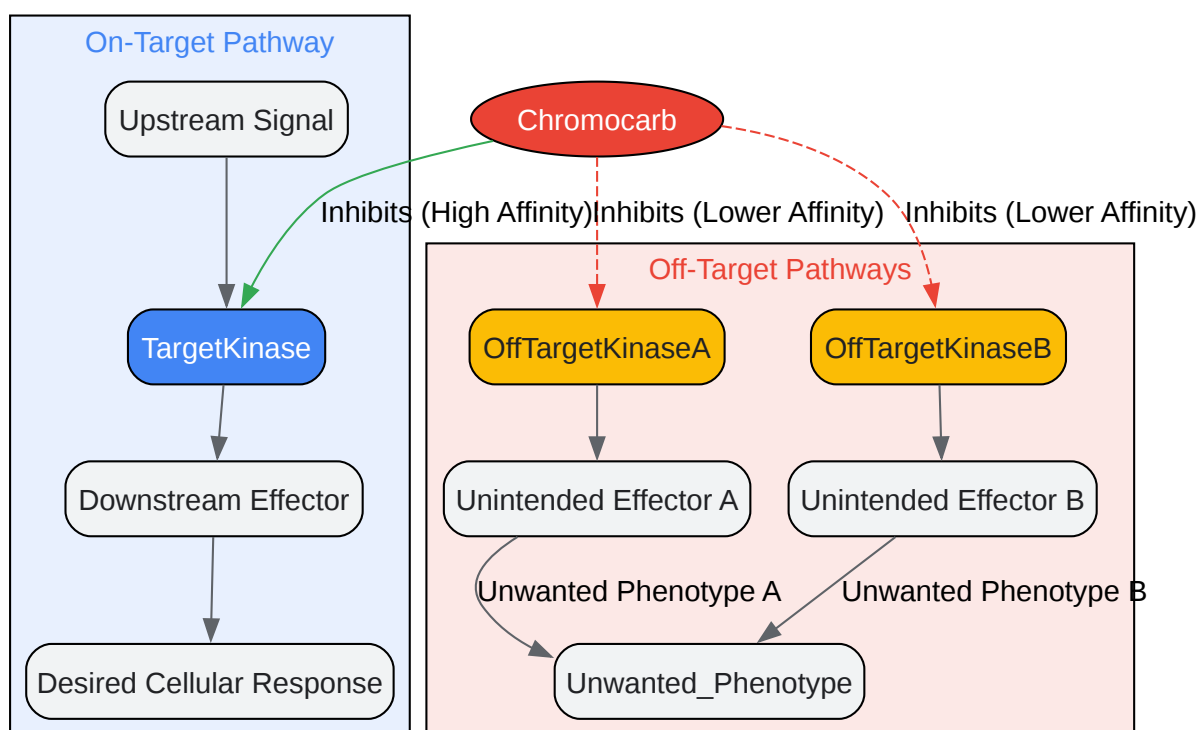 On-Target Pathway
Upstream Signal
Chromocarb
Inhibits (High Affinity)
Inhibits (Lower Affinity)
Inhibits (Lower Affinity)
Off-Target Pathways
TargetKinase
OffTargetKinaseA
OffTargetKinaseB
Downstream Effector
Unintended Effector A
Unintended Effector B
Unwanted Phenotype A
Unwanted Phenotype B
Desired Cellular Response
Unwanted_Phenotype